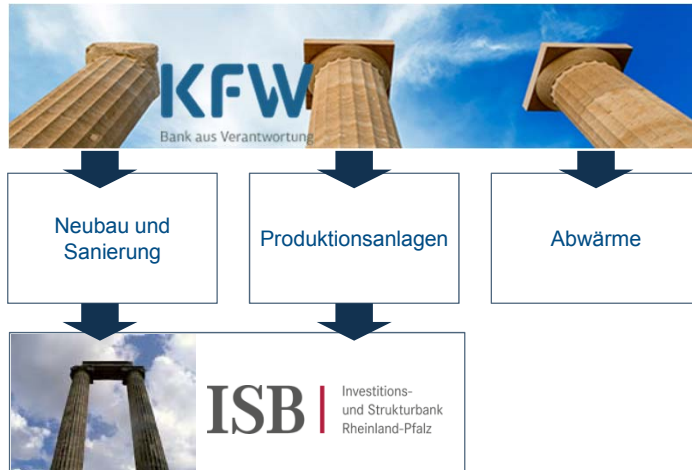 KFW
Bank aus Verantwortung
Neubau und
Sanierung
Produktionsanlagen
Abwärme
ISB
Investitions-
und Strukturbank
Rheinland-Pfalz